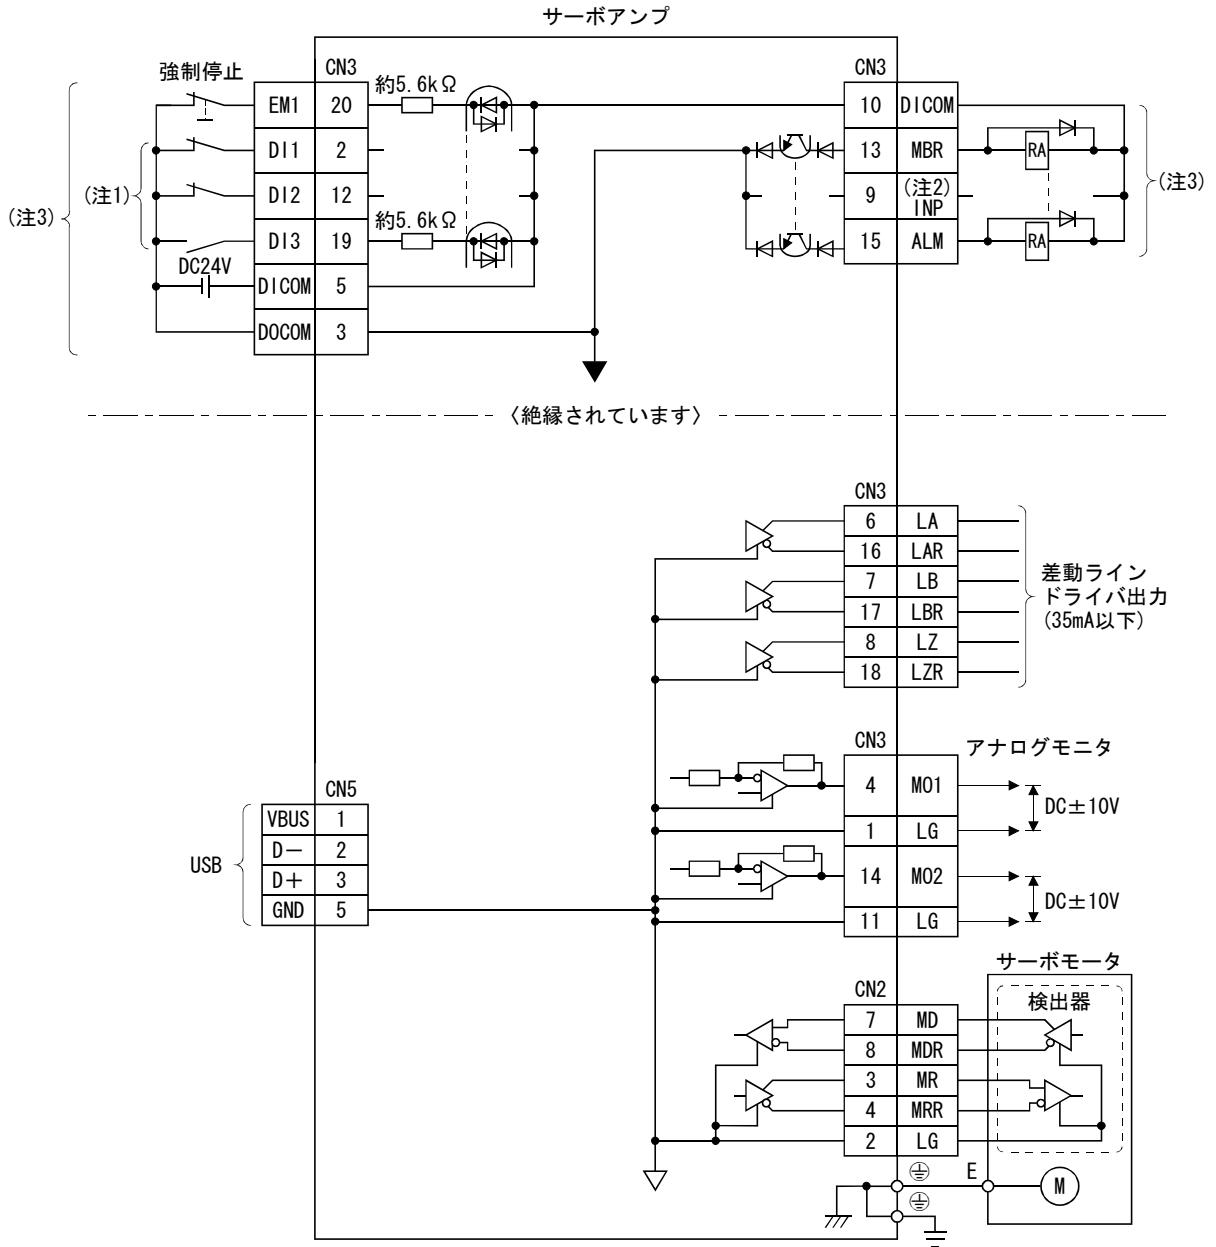 サーボアンプ
強制停止
CN3
約5.6kΩ
EM1 20
DI1 2
DI2 12
約5.6kΩ
DI3 19
DC24V
DICOM 5
DOCOM 3
(注1)
(注3)
CN3
10 DICOM
13 MBR
RA
9 (注2)
INP
15 ALM
RA
(注3)
〈絶縁されています〉
CN3
6 LA
16 LAR
7 LB
17 LBR
8 LZ
18 LZR
差動ライン
ドライバ出力
(35mA以下)
CN3
アナログモニタ
4 MO1
DC±10V
1 LG
14 MO2
DC±10V
11 LG
CN5
USB
VBUS 1
D− 2
D+ 3
GND 5
サーボモータ
検出器
CN2
7 MD
8 MDR
3 MR
4 MRR
2 LG
E
M